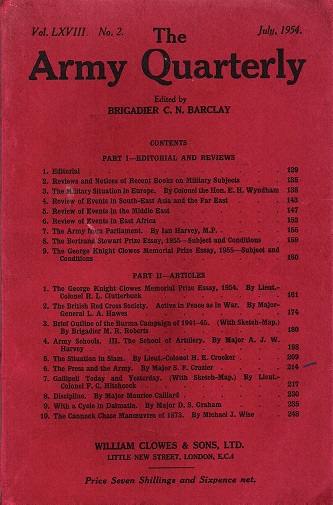 Vol. LXVIII No. 2. The July, 1954.
Army Quarterly
Edited by
BRIGADIER C. N. BARCLAY
CONTENTS
PART I—EDITORIAL AND REVIEWS
1. Editorial 129
2. Reviews and Notices of Recent Books on Military Subjects 135
3. The Military Situation in Europe. By Colonel the Hon. E. H. Wyndham 138
4. Review of Events in South-East Asia and the Far East 143
5. Review of Events in the Middle East 147
6. Review of Events in East Africa 153
7. The Army from Parliament. By Ian Harvey, M.P. 155
8. The Bertrand Stewart Prize Essay, 1955—Subject and Conditions 159
9. The George Knight Clowes Memorial Prize Essay, 1955—Subject and
Conditions 160
PART II—ARTICLES
1. The George Knight Clowes Memorial Prize Essay, 1954. By Lieut.-
Colonel R. L. Clutterbuck 161
2. The British Red Cross Society. Active in Peace as in War. By Major-
General L. A. Hawes 174
3. Brief Outline of the Burma Campaign of 1941-45. (With Sketch-Map.)
By Brigadier M. R. Roberts 180
4. Army Schools. III. The School of Artillery. By Major A. J. W.
Harvey 198
5. The Situation in Siam. By Lieut.-Colonel H. E. Crocker 209
6. The Press and the Army. By Major S. F. Crozier 214
7. Gallipoli Today and Yesterday. (With Sketch-Map.) By Lieut.-
Colonel F. C. Hitchcock 217
8. Discipline. By Major Maurice Caillard 230
9. With a Cycle in Dalmatia. By Major D. S. Graham 235
10. The Cannock Chase Manœuvres of 1873. By Michael J. Wise 248
WILLIAM CLOWES & SONS, LTD.
LITTLE NEW STREET, LONDON, E.C.4
Price Seven Shillings and Sixpence net.